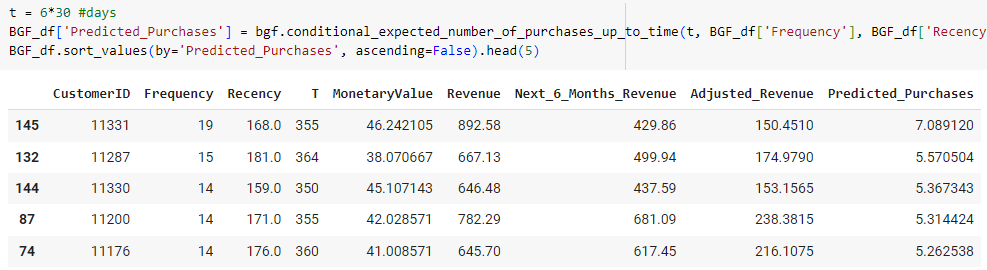 t = 6*30 #days
BGF_df['Predicted_Purchases'] = bgf.conditional_expected_number_of_purchases_up_to_time(t, BGF_df['Frequency'], BGF_df['Recency
BGF_df.sort_values(by='Predicted_Purchases', ascending=False).head(5)
CustomerID Frequency Recency T MonetaryValue Revenue Next_6_Months_Revenue Adjusted_Revenue Predicted_Purchases
145 11331 19 168.0 355 46.242105 892.58 429.86 150.4510 7.089120
132 11287 15 181.0 364 38.070667 667.13 499.94 174.9790 5.570504
144 11330 14 159.0 350 45.107143 646.48 437.59 153.1565 5.367343
87 11200 14 171.0 355 42.028571 782.29 681.09 238.3815 5.314424
74 11176 14 176.0 360 41.008571 645.70 617.45 216.1075 5.262538